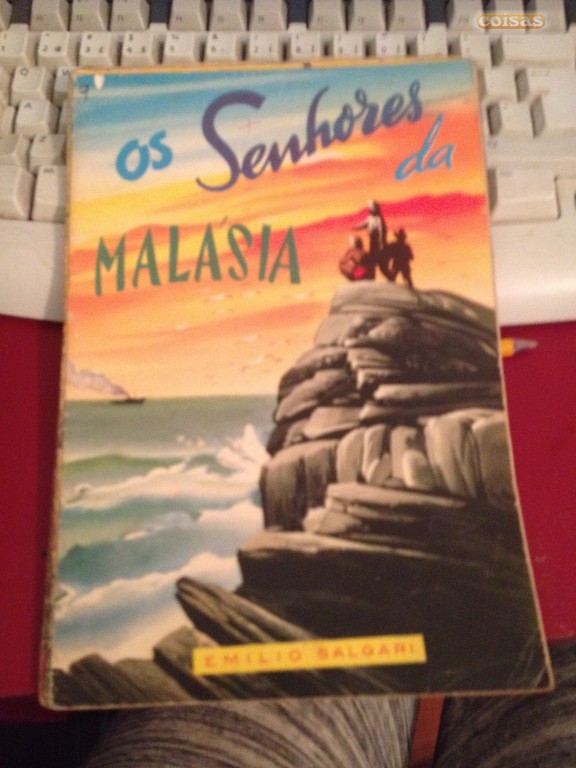 coisas
os Senhores
da
MALÁSIA
EMILIO SALGARI